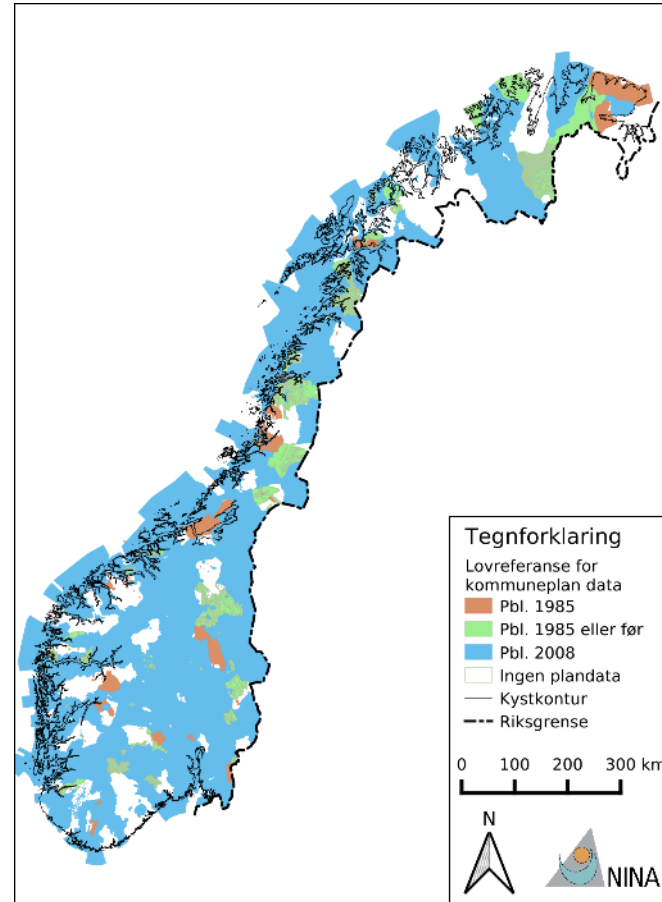 Tegnforklaring
Lovreferanse for
kommuneplan data
Pbl. 1985
Pbl. 1985 eller før
Pbl. 2008
Ingen plandata
Kystkontur
Riksgrense
0 100 200 300 km
N
NINA